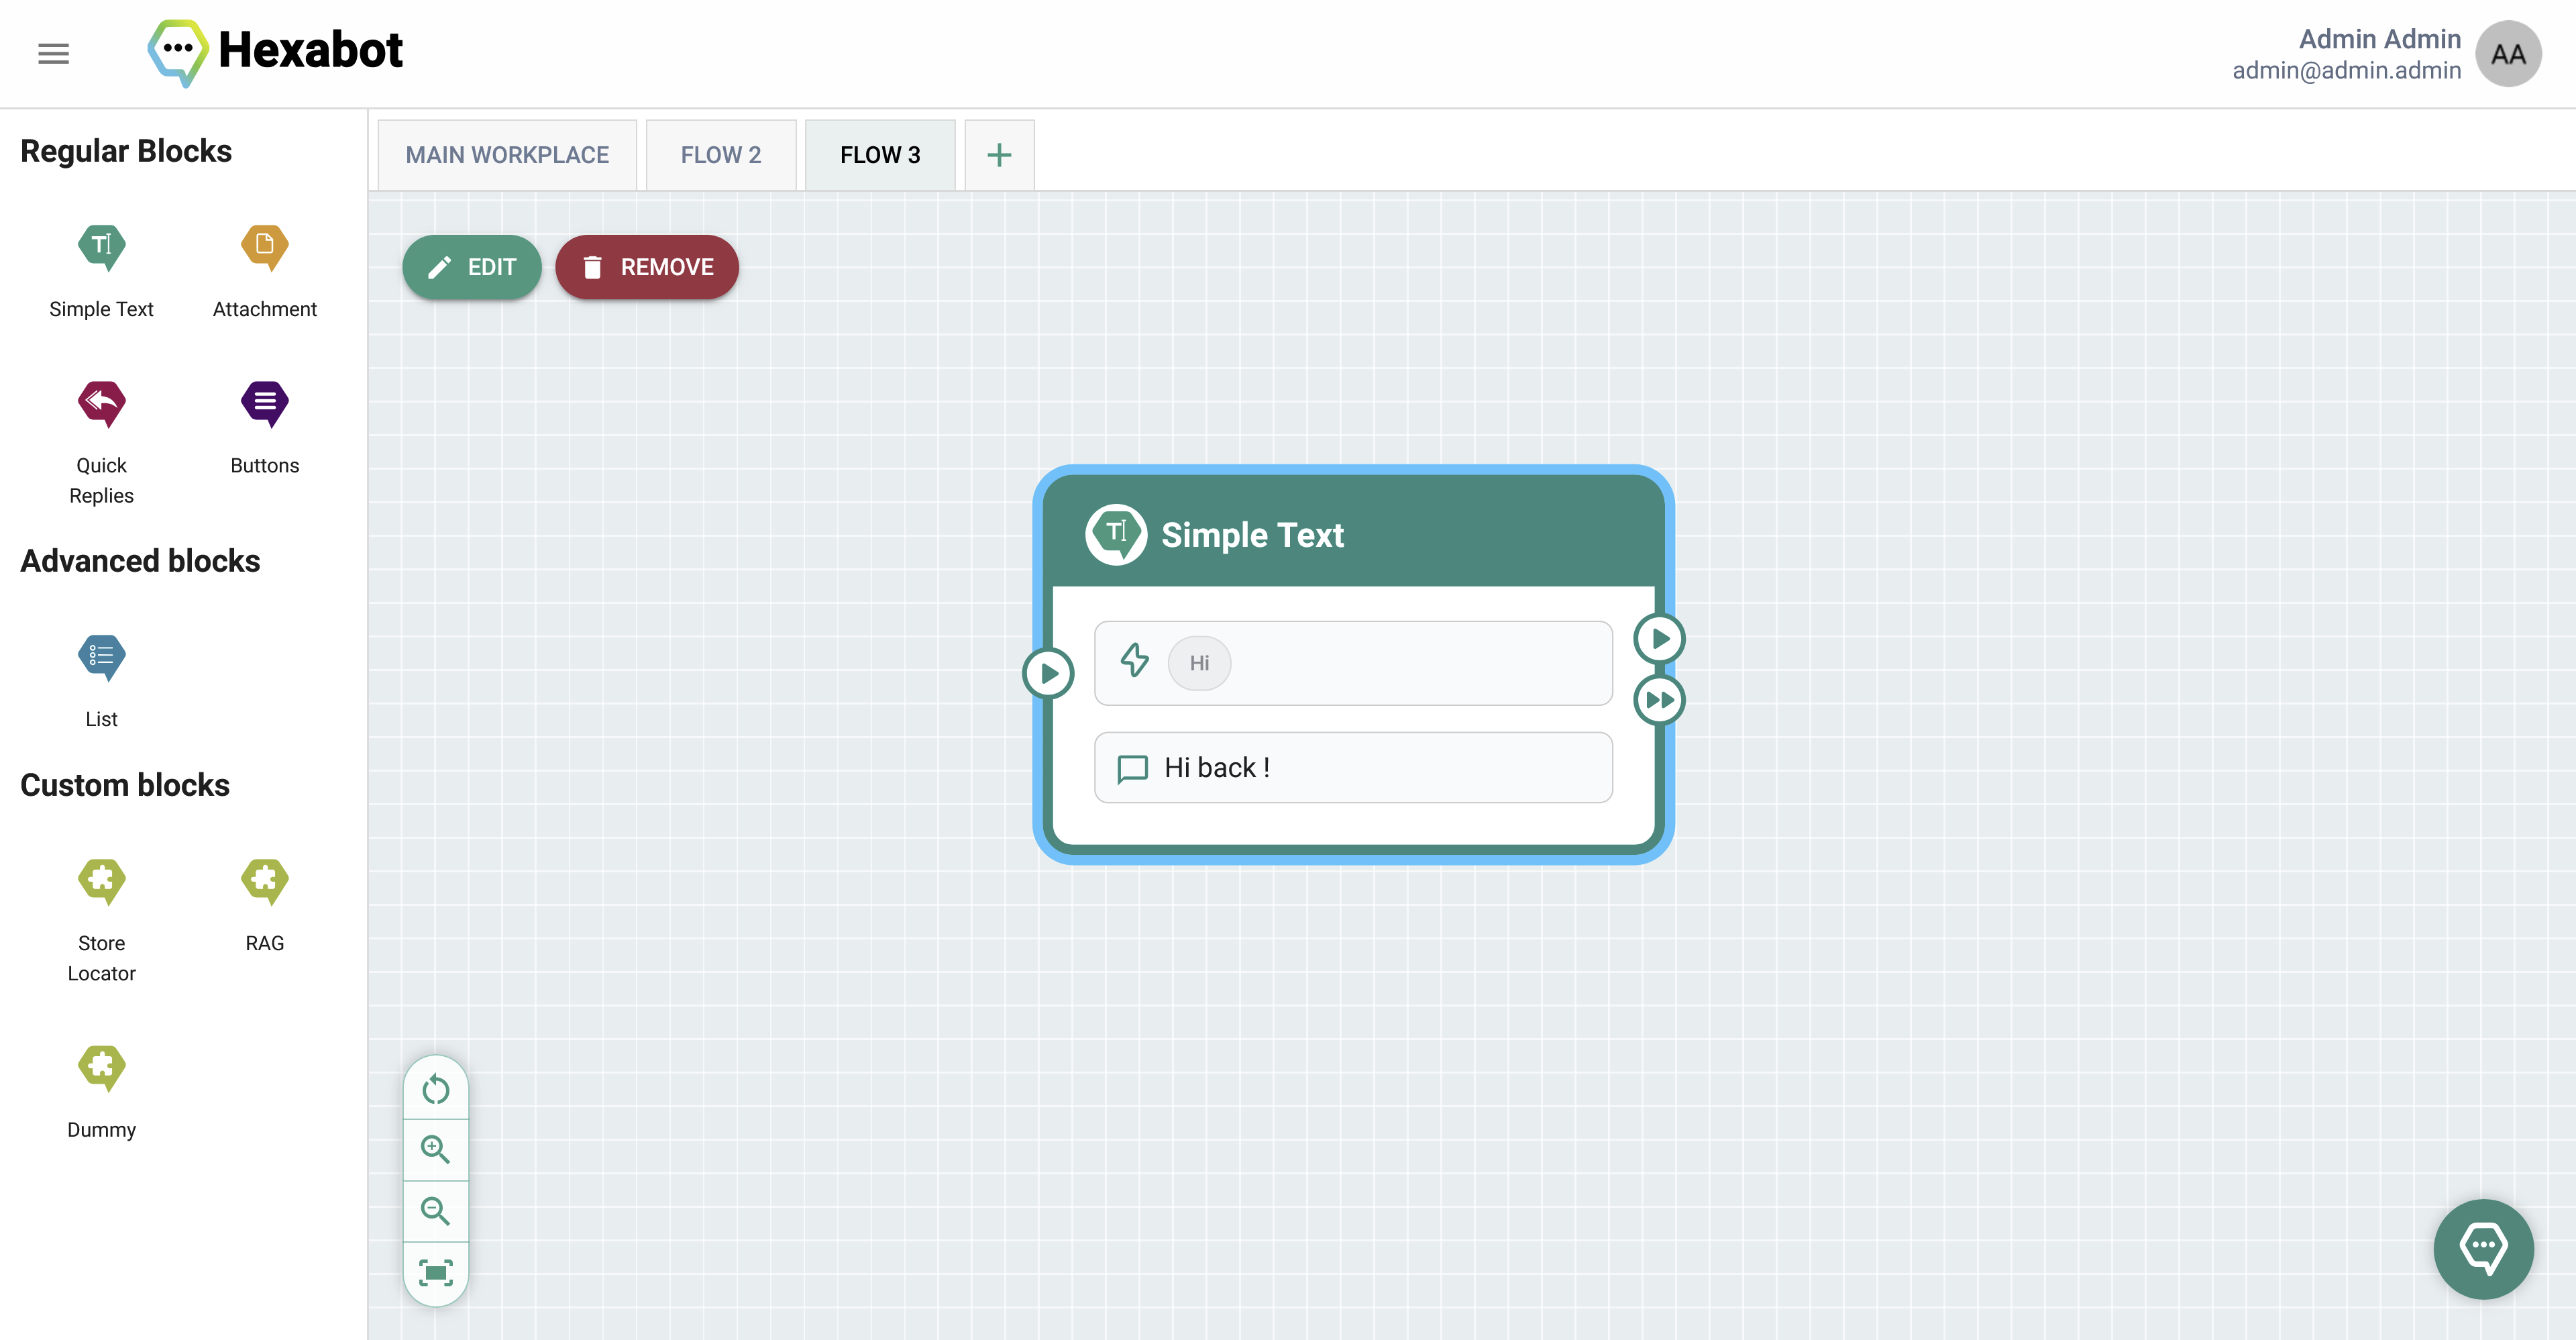 Hexabot
Admin Admin
admin@admin.admin
AA
Regular Blocks
Simple Text
Attachment
Quick
Replies
Buttons
Advanced blocks
List
Custom blocks
Store
Locator
RAG
Dummy
MAIN WORKPLACE
FLOW 2
FLOW 3
EDIT
REMOVE
Simple Text
Hi
Hi back !